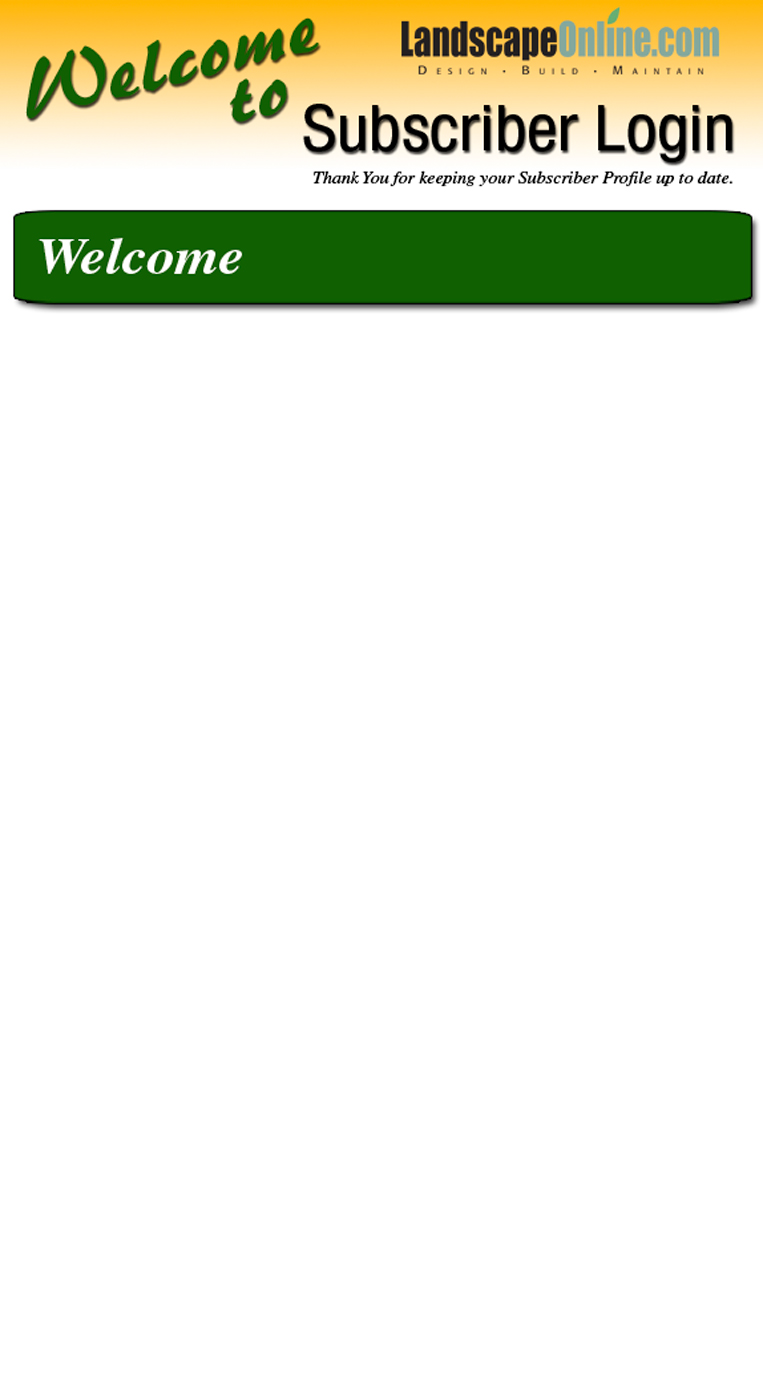 Welcome
to
LandscapeOnline.com
Design • Build • Maintain
Subscriber Login
Thank You for keeping your Subscriber Profile up to date.
Welcome